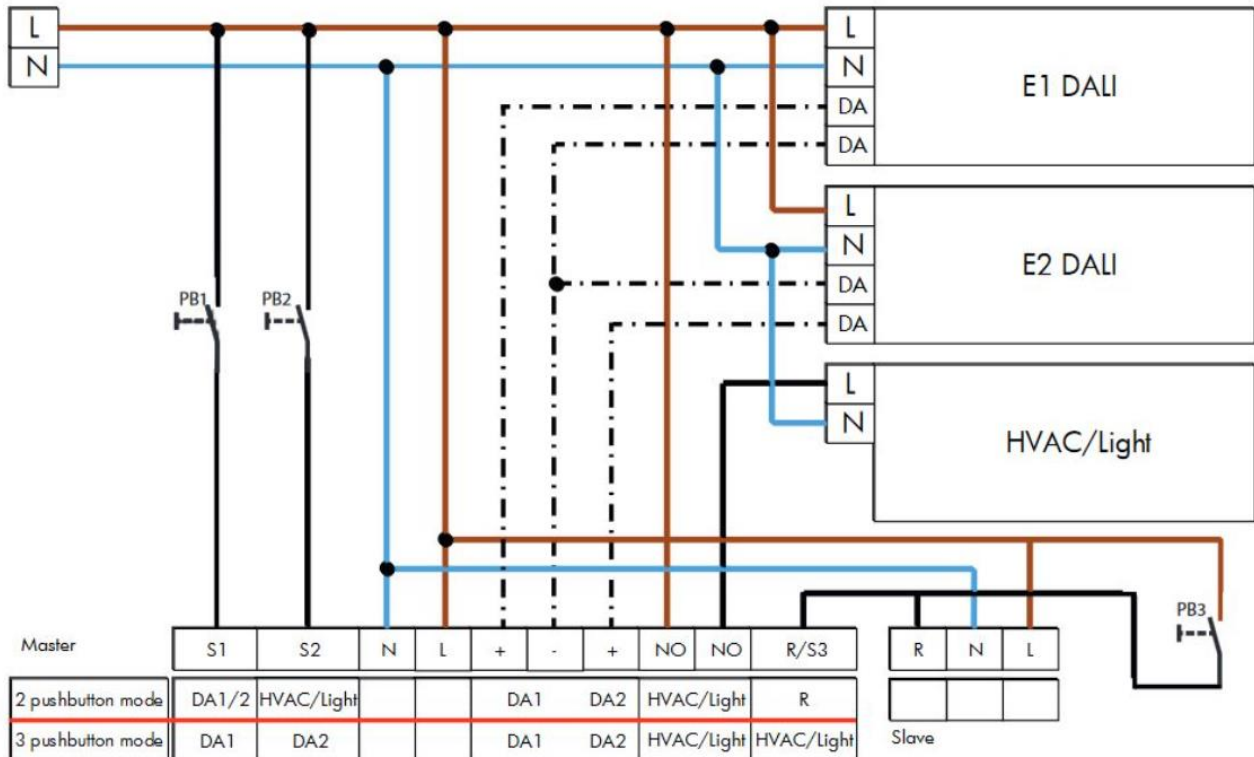 L
L
N
N
E1 DALI
DA
DA
L
N
E2 DALI
DA
DA
PB1
PB2
L
N
HVAC/Light
PB3
Master
S1 S2 N L + - + NO NO R/S3
R N L
2 pushbutton mode DA1/2 HVAC/Light DA1 DA2 HVAC/Light R
3 pushbutton mode DA1 DA2 DA1 DA2 HVAC/Light HVAC/Light
Slave